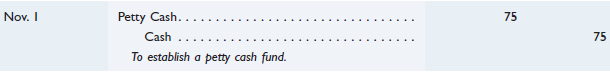 Nov. 1 Petty Cash. . . . . . . . . . . . . . . . . . . . . . . . . . . . . . . . 75
Cash . . . . . . . . . . . . . . . . . . . . . . . . . . . . . . . . 75
To establish a petty cash fund.